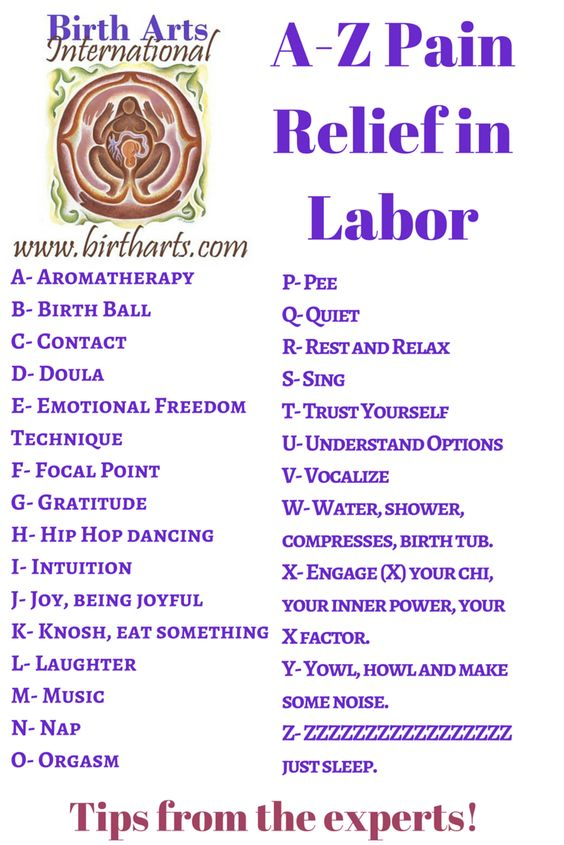 Birth Arts
International
www.birtharts.com
A-Z Pain
Relief in
Labor
A- Aromatherapy
B- Birth Ball
C- Contact
D- Doula
E- Emotional Freedom
Technique
F- Focal Point
G- Gratitude
H- Hip Hop dancing
I- Intuition
J- Joy, being joyful
K- Knosh, eat something
L- Laughter
M- Music
N- Nap
O- Orgasm
P- Pee
Q- Quiet
R- Rest and Relax
S- Sing
T- Trust Yourself
U- Understand Options
V- Vocalize
W- Water, shower,
compresses, birth tub.
X- Engage (X) your chi,
your inner power, your
X factor.
Y- Yowl, howl and make
some noise.
Z- ZZZZZZZZZZZZZZZZZ
just sleep.
Tips from the experts!